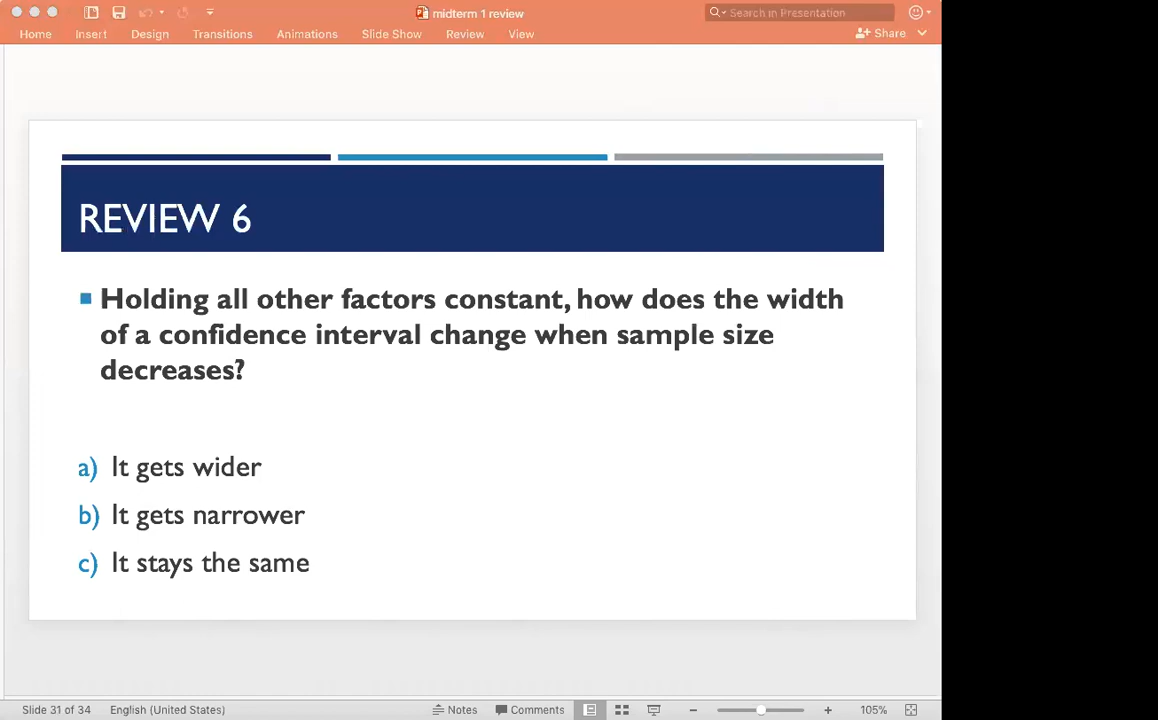 midterm 1 review
Search in Presentation
Home Insert Design Transitions Animations Slide Show Review View
Share
REVIEW 6
Holding all other factors constant, how does the width
of a confidence interval change when sample size
decreases?
a) It gets wider
b) It gets narrower
c) It stays the same
Slide 31 of 34 English (United States) Notes Comments 105%